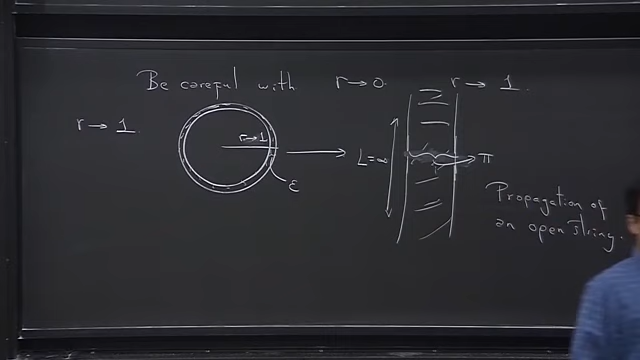 Be careful with r → 0 r → 1
r → 1
r → 1
L = ∞
π
ε
Propagation of
an open string.